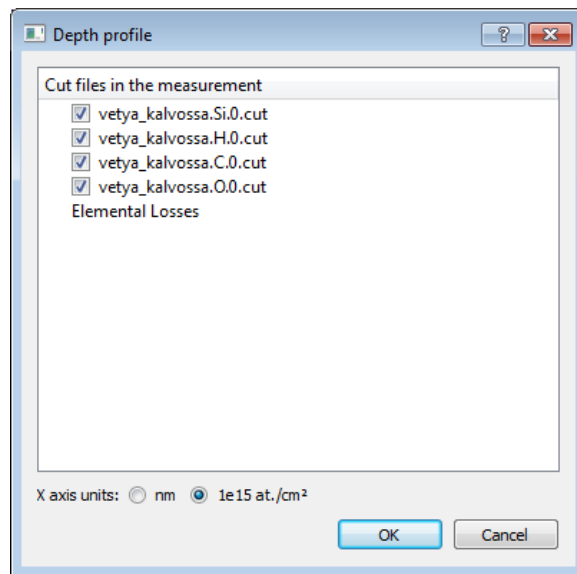 Depth profile
Cut files in the measurement
vetya_kalvossa.Si.0.cut
vetya_kalvossa.H.0.cut
vetya_kalvossa.C.0.cut
vetya_kalvossa.O.0.cut
Elemental Losses
X axis units: nm 1e15 at./cm²
OK Cancel